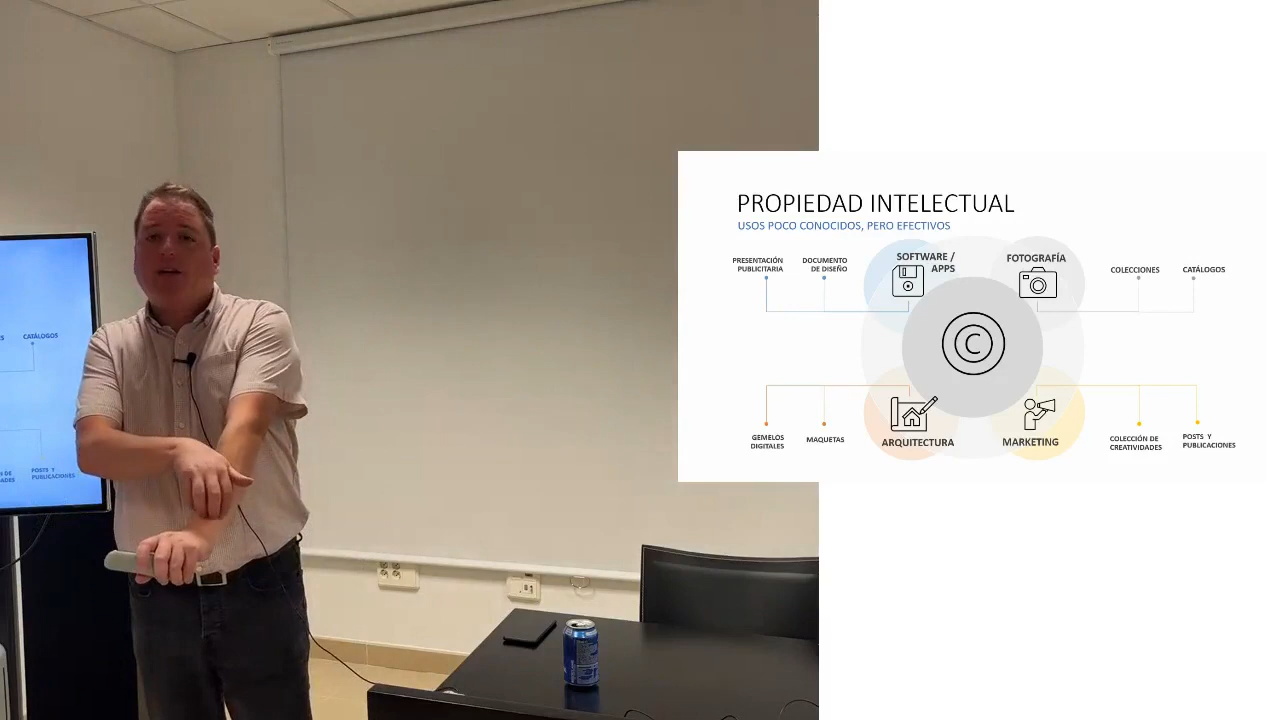 PROPIEDAD INTELECTUAL
USOS POCO CONOCIDOS, PERO EFECTIVOS
PRESENTACIÓN
PUBLICITARIA
DOCUMENTO
DE DISEÑO
SOFTWARE /
APPS
FOTOGRAFÍA
COLECCIONES
CATÁLOGOS
C
GEMELOS
DIGITALES
MAQUETAS
ARQUITECTURA
MARKETING
COLECCIÓN DE
CREATIVIDADES
POSTS Y
PUBLICACIONES
CATÁLOGOS
POSTS Y
PUBLICACIONES